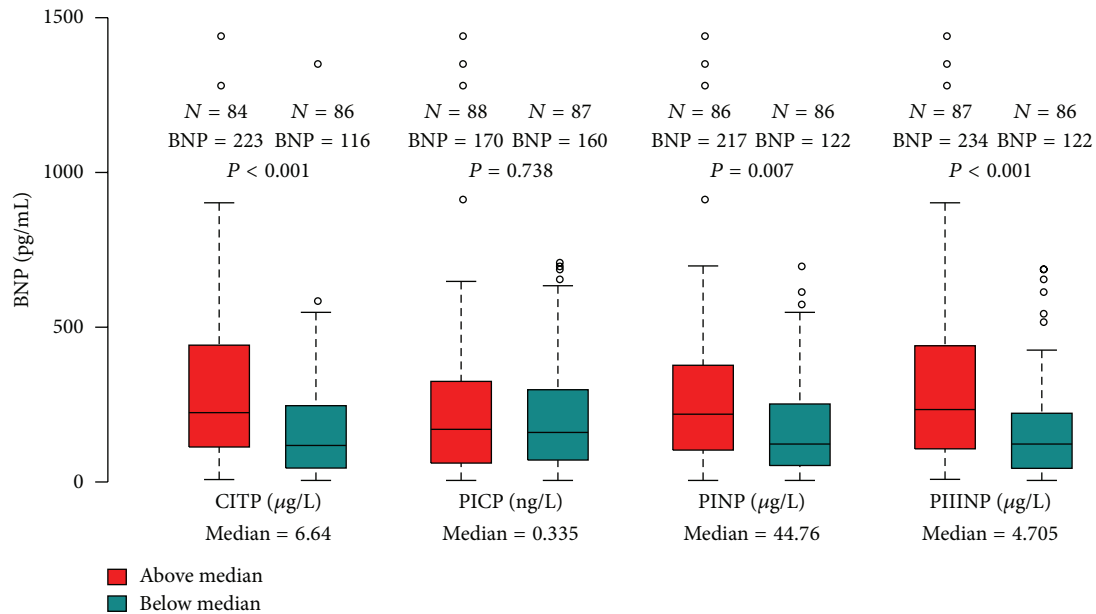 1500
1000
500
0
BNP (pg/mL)
N = 84 N = 86 N = 88 N = 87 N = 86 N = 86 N = 87 N = 86
BNP = 223 BNP = 116 BNP = 170 BNP = 160 BNP = 217 BNP = 122 BNP = 234 BNP = 122
P < 0.001 P = 0.738 P = 0.007 P < 0.001
CITP (μg/L) PICP (ng/L) PINP (μg/L) PIIINP (μg/L)
Median = 6.64 Median = 0.335 Median = 44.76 Median = 4.705
Above median
Below median